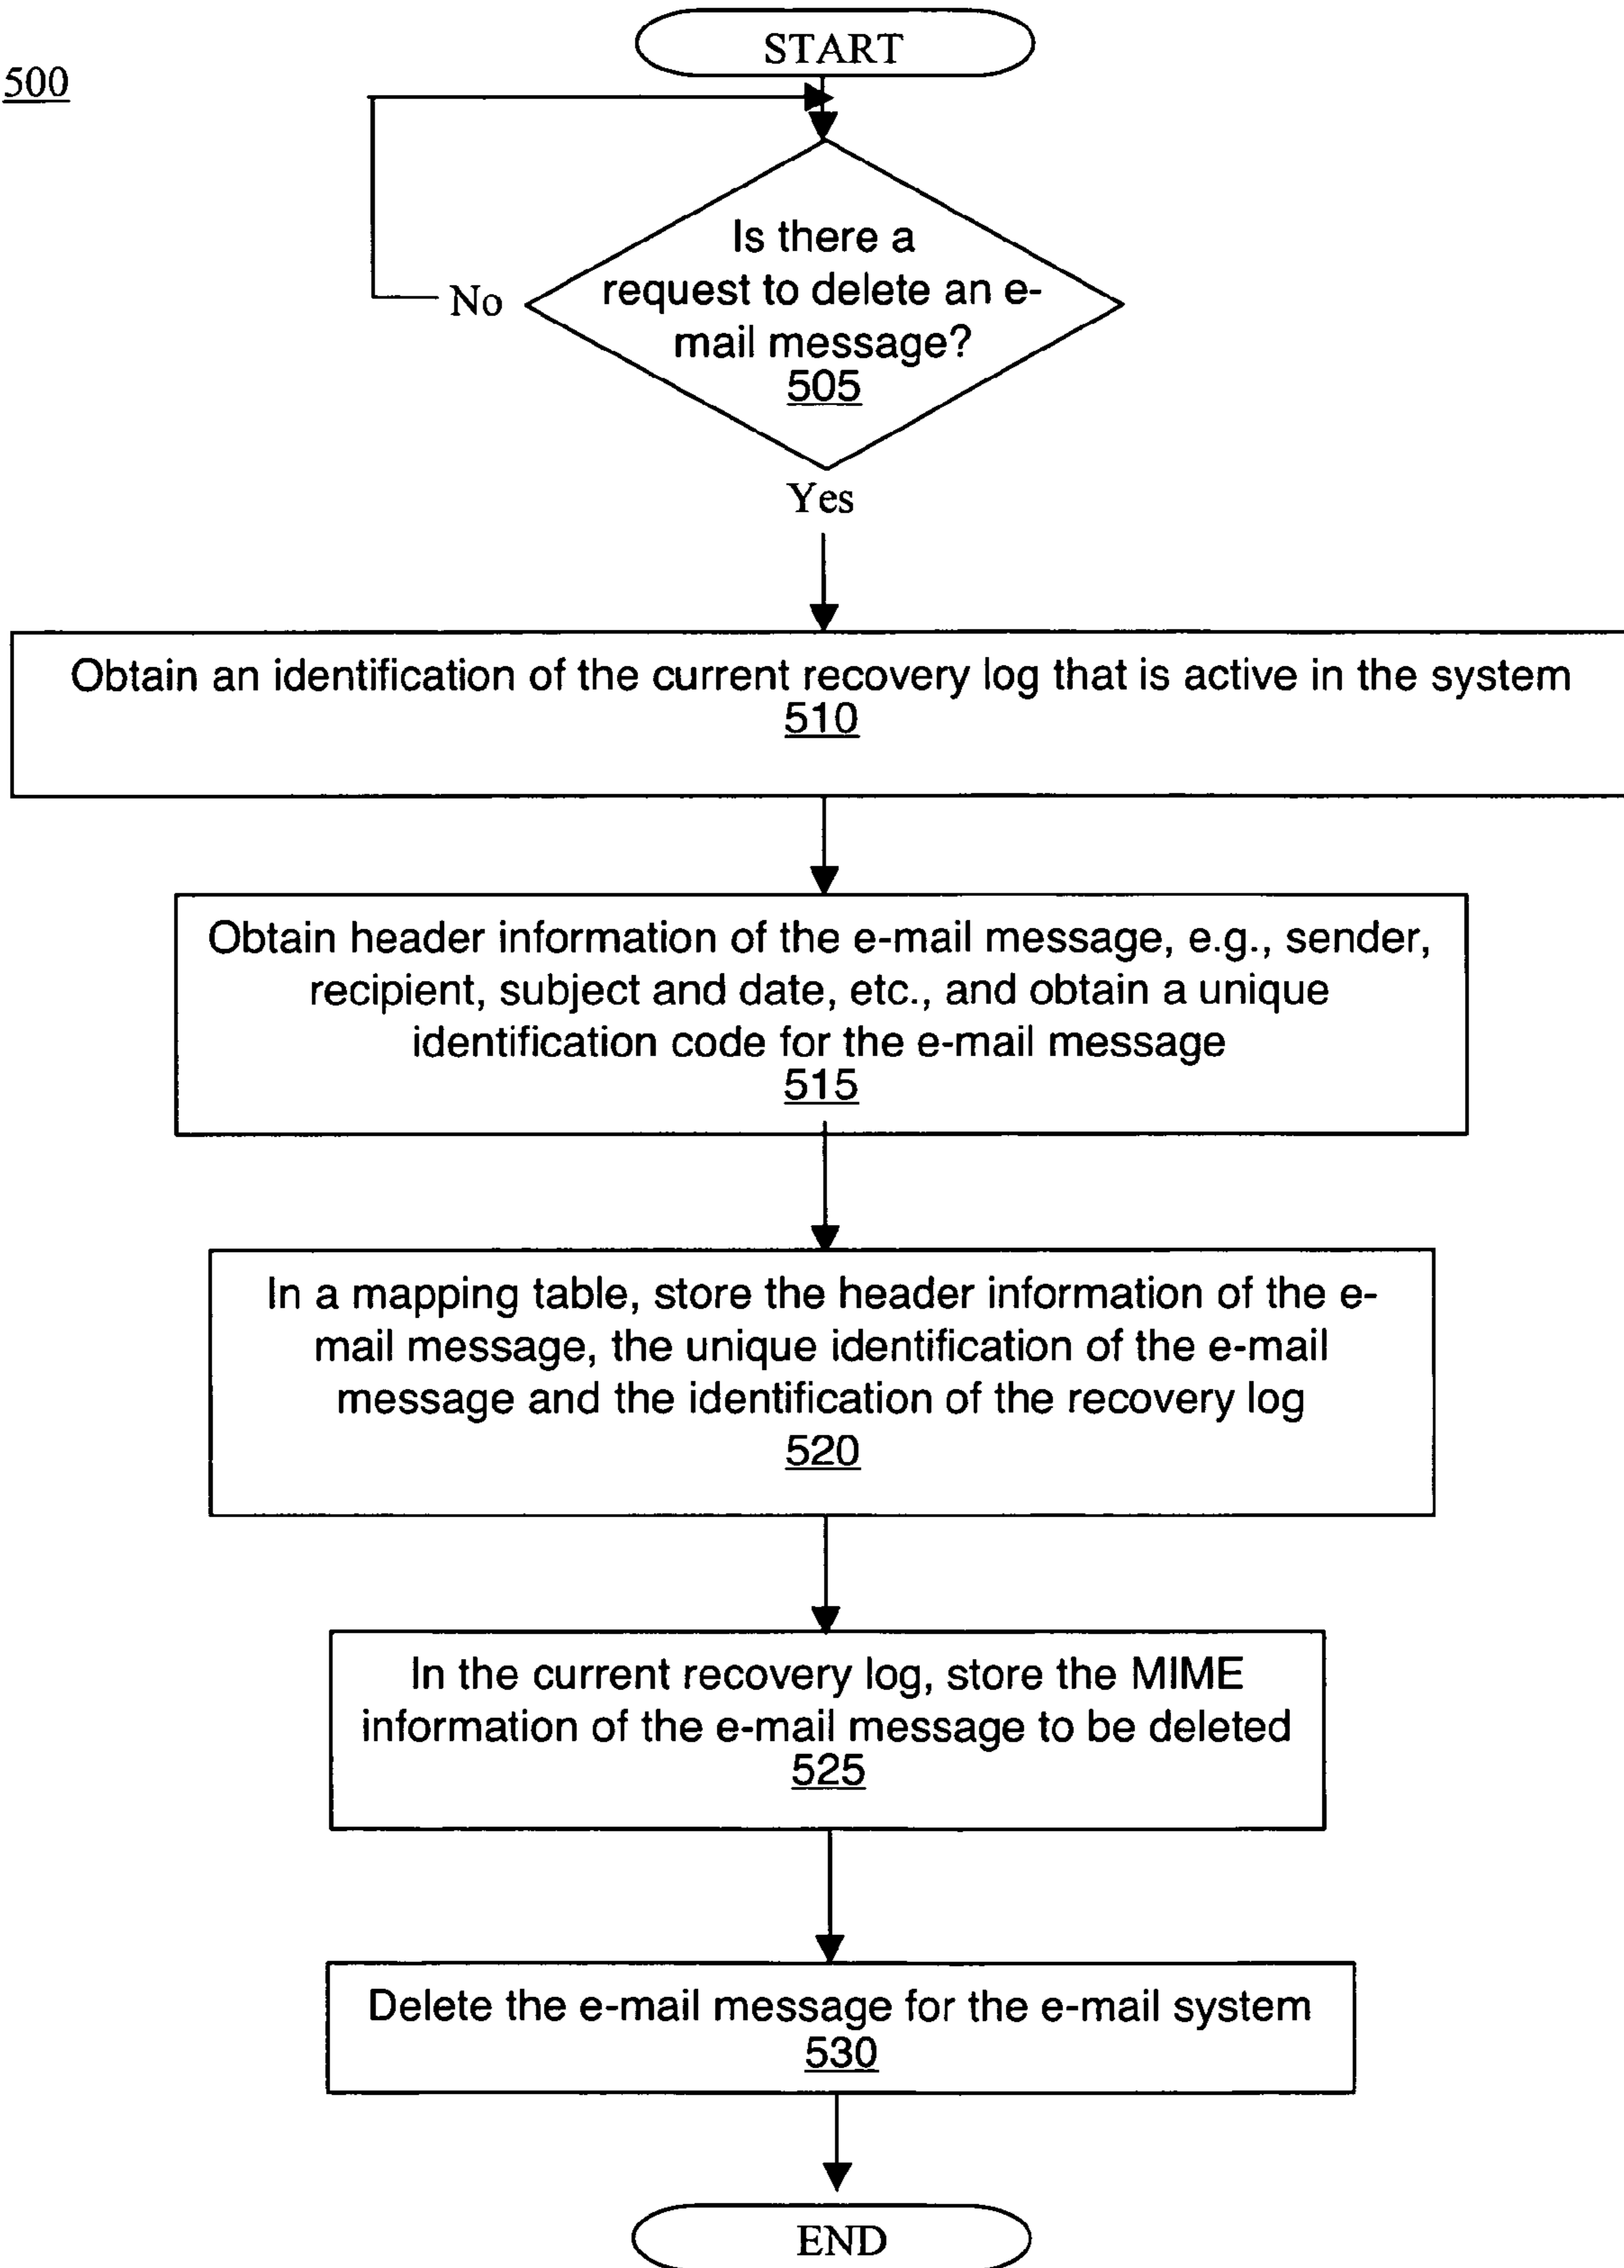 START
500
Is there a
request to delete an e-
mail message?
505
No
Yes
Obtain an identification of the current recovery log that is active in the system
510
Obtain header information of the e-mail message, e.g., sender,
recipient, subject and date, etc., and obtain a unique
identification code for the e-mail message
515
In a mapping table, store the header information of the e-
mail message, the unique identification of the e-mail
message and the identification of the recovery log
520
In the current recovery log, store the MIME
information of the e-mail message to be deleted
525
Delete the e-mail message for the e-mail system
530
END